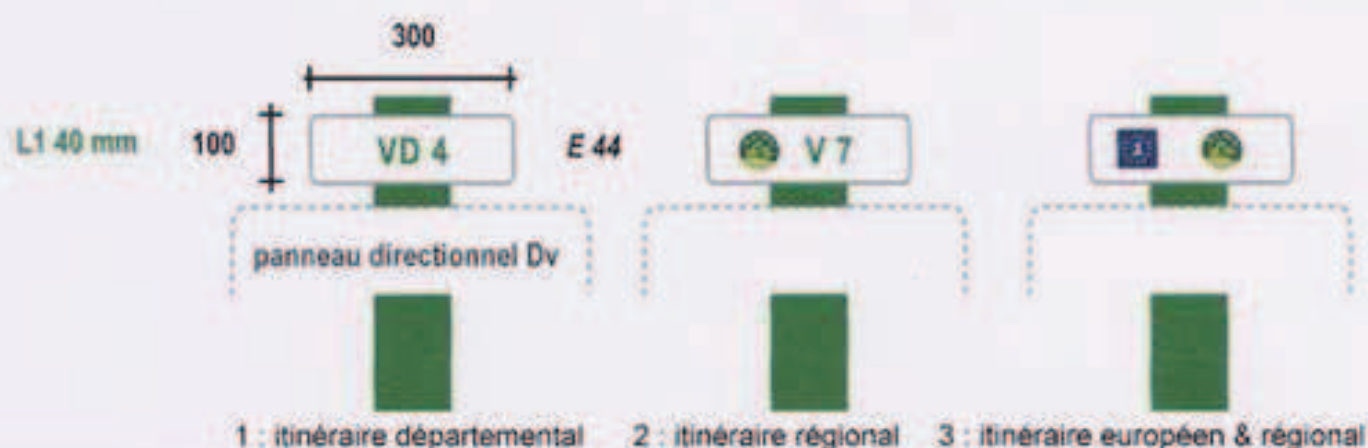 300
L1 40 mm 100 VD 4 E 44 V 7
panneau directionnel Dv
1 : itinéraire départemental 2 : itinéraire régional 3 : itinéraire européen & régional